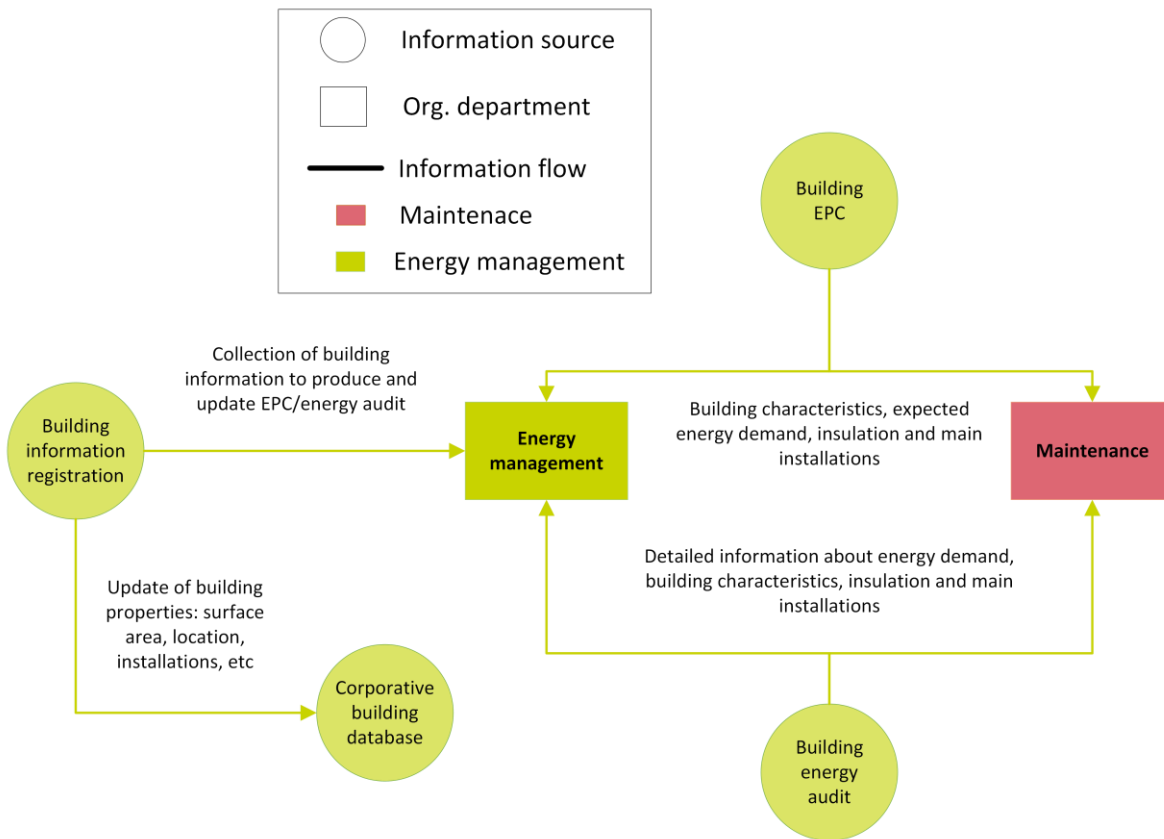 Information source
Org. department
Information flow
Maintenace
Energy management
Building
EPC
Collection of building
information to produce and
update EPC/energy audit
Building
information
registration
Energy
management
Building characteristics, expected
energy demand, insulation and main
installations
Maintenance
Detailed information about energy demand,
building characteristics, insulation and main
installations
Update of building
properties: surface
area, location,
installations, etc
Corporative
building
database
Building
energy
audit